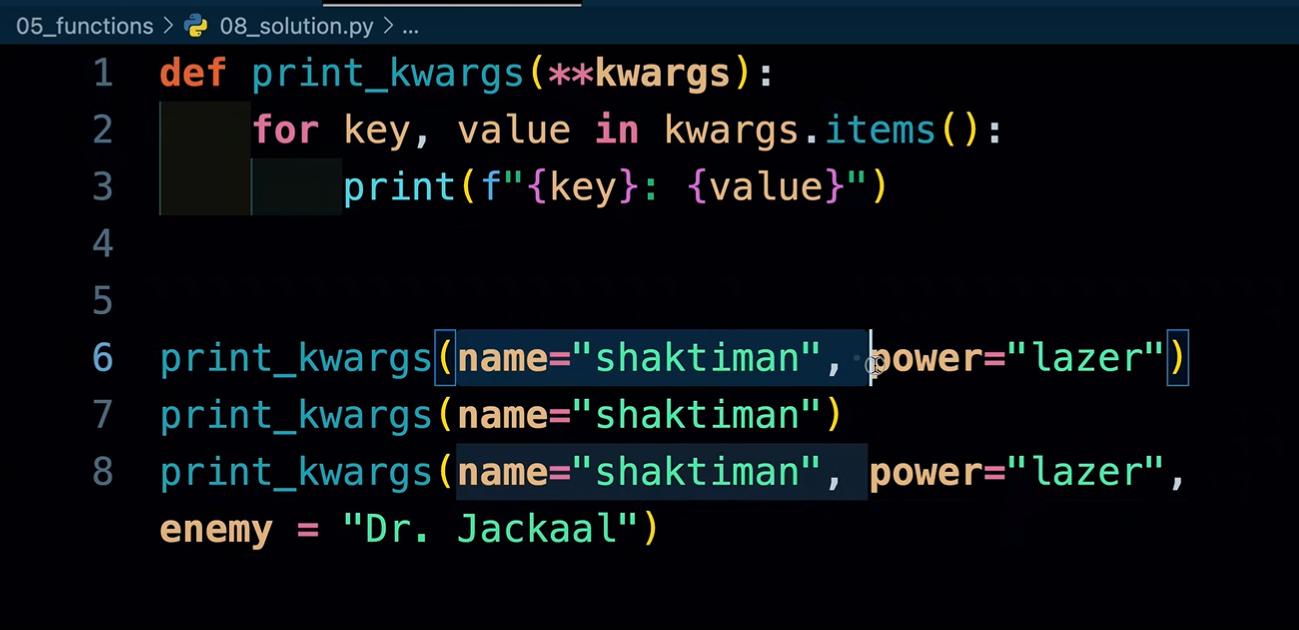 05_functions > 08_solution.py > ...
1 def print_kwargs(**kwargs):
2 for key, value in kwargs.items():
3 print(f"{key}: {value}")
4
5
6 print_kwargs(name="shaktiman", power="lazer")
7 print_kwargs(name="shaktiman")
8 print_kwargs(name="shaktiman", power="lazer",
enemy = "Dr. Jackaal")